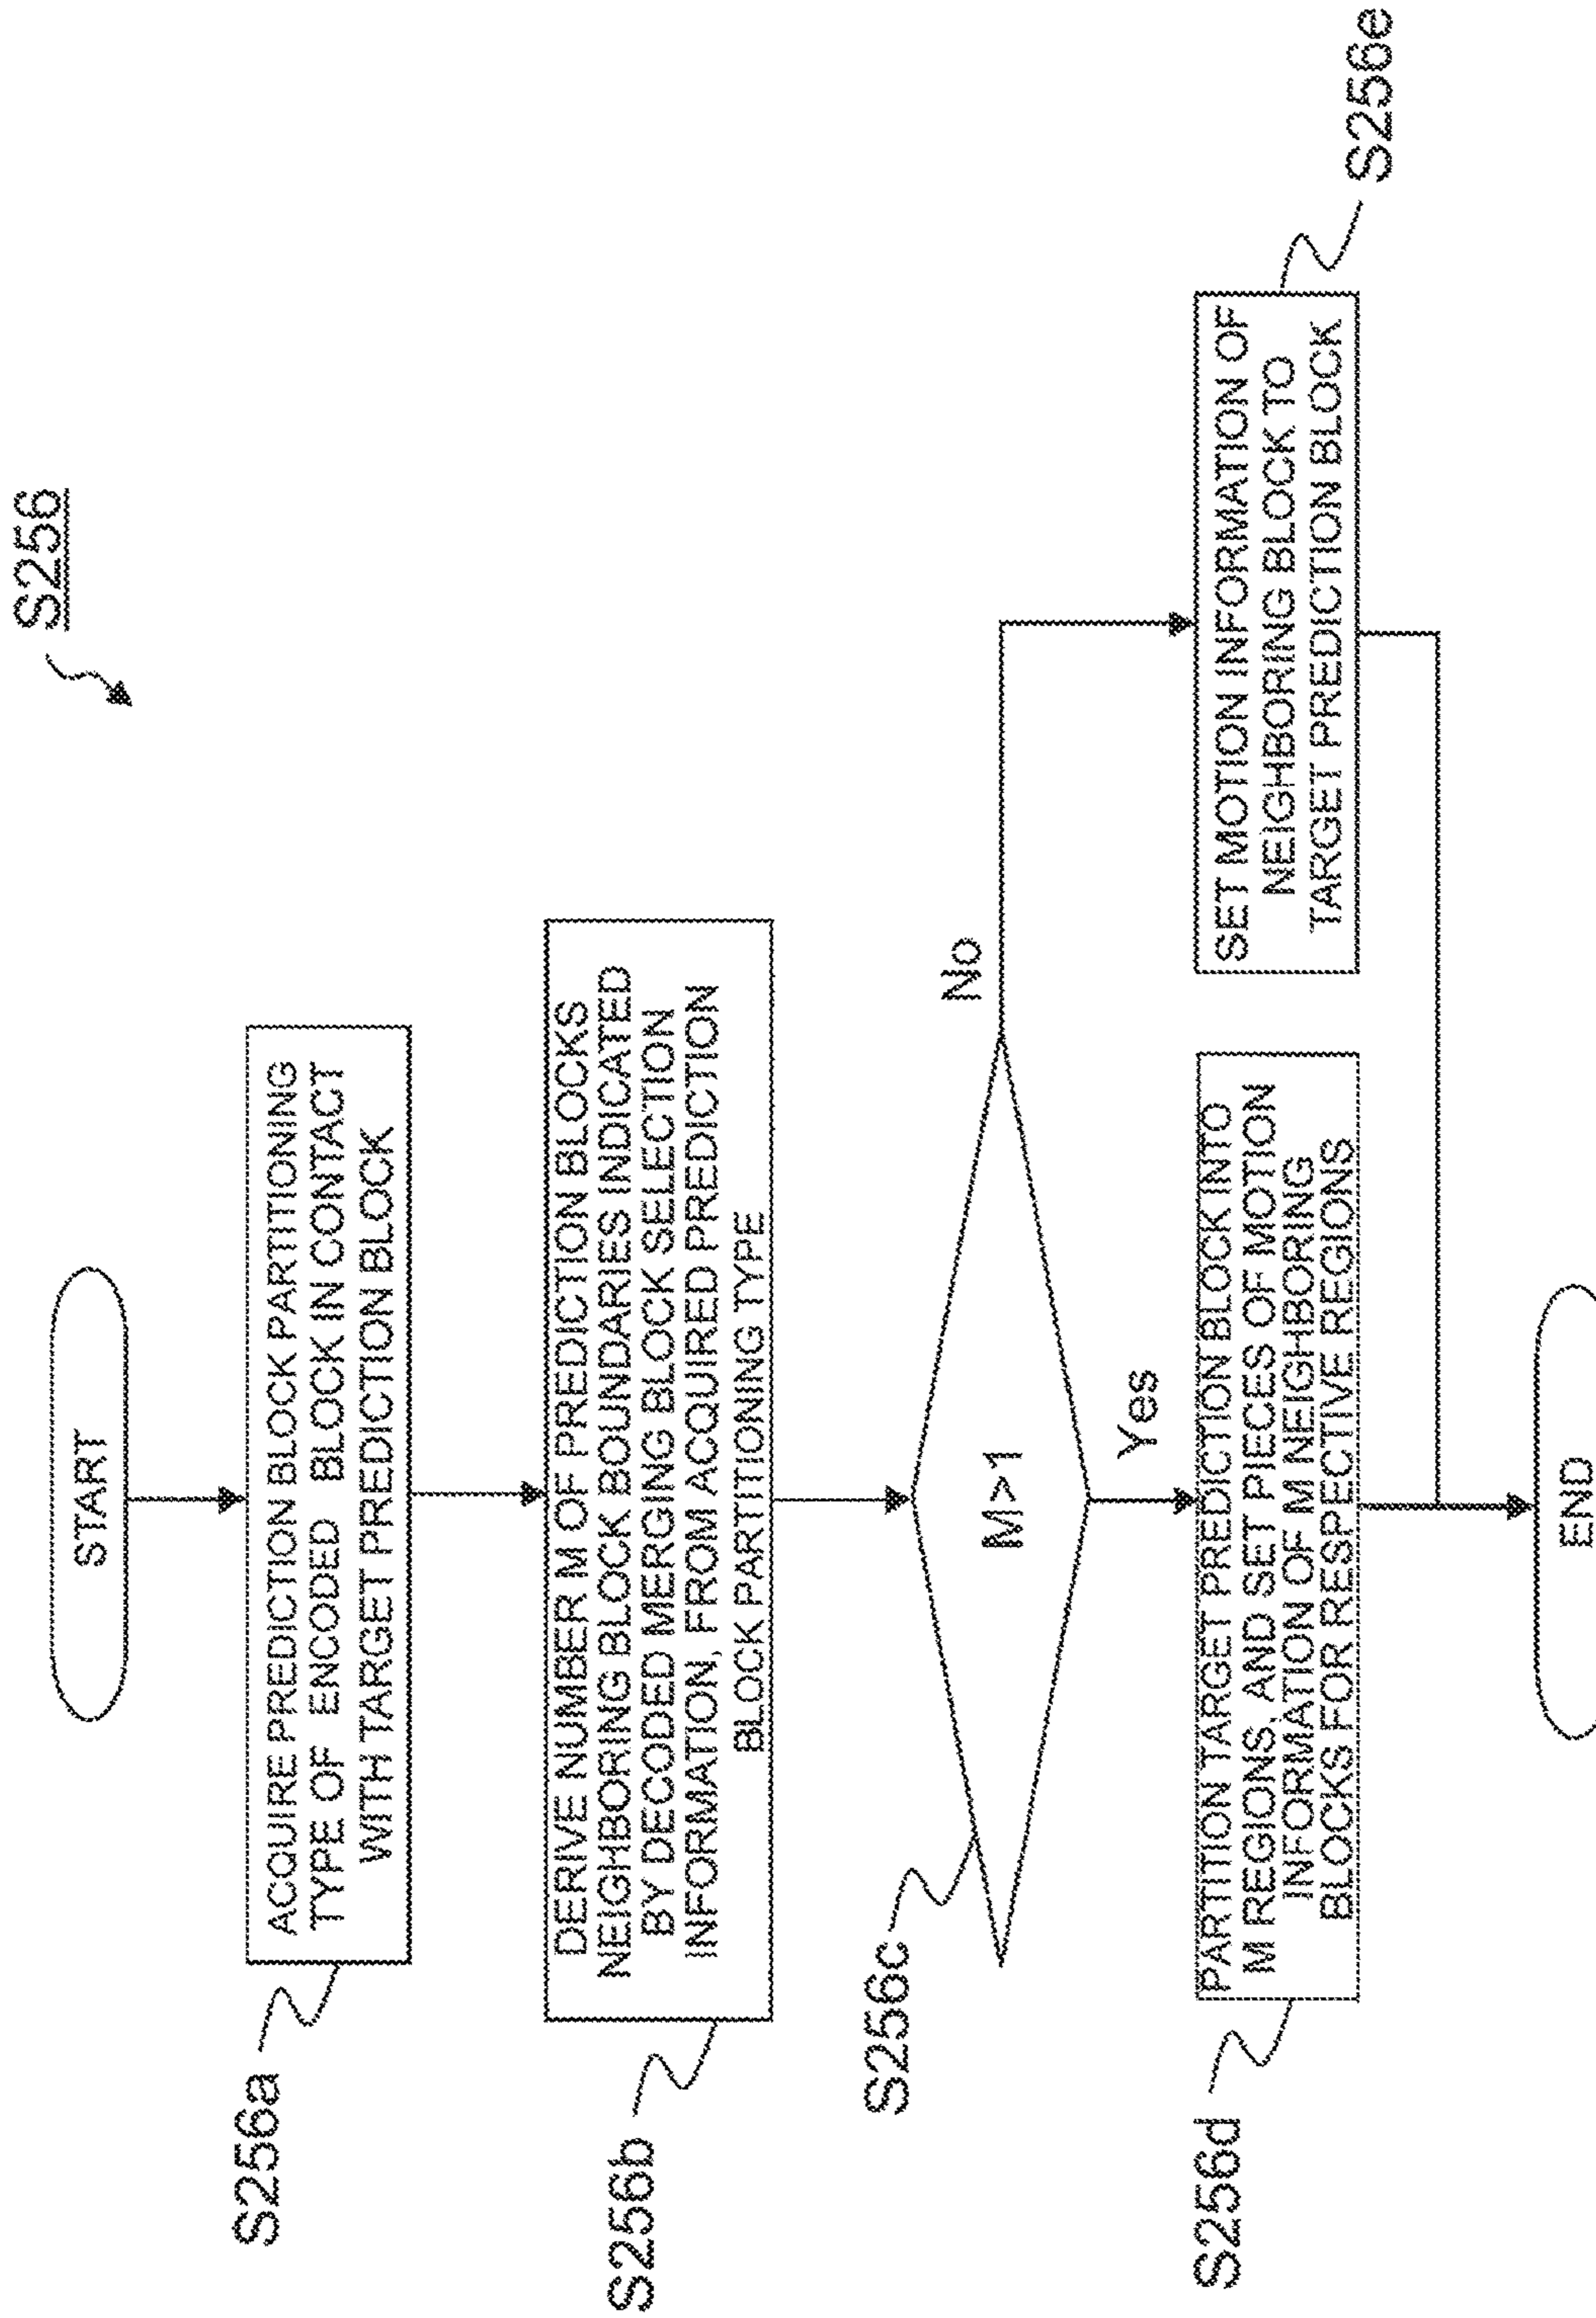 S256
START
S256a
ACQUIRE PREDICTION BLOCK PARTITIONING
TYPE OF ENCODED BLOCK IN CONTACT
WITH TARGET PREDICTION BLOCK
S256b
DERIVE NUMBER M OF PREDICTION BLOCKS
NEIGHBORING BLOCK BOUNDARIES INDICATED
BY DECODED MERGING BLOCK SELECTION
INFORMATION, FROM ACQUIRED PREDICTION
BLOCK PARTITIONING TYPE
S256c
M>1
No
Yes
S256d
PARTITION TARGET PREDICTION BLOCK INTO
M REGIONS, AND SET PIECES OF MOTION
INFORMATION OF M NEIGHBORING
BLOCKS FOR RESPECTIVE REGIONS
SET MOTION INFORMATION OF
NEIGHBORING BLOCK TO
TARGET PREDICTION BLOCK
S256e
END